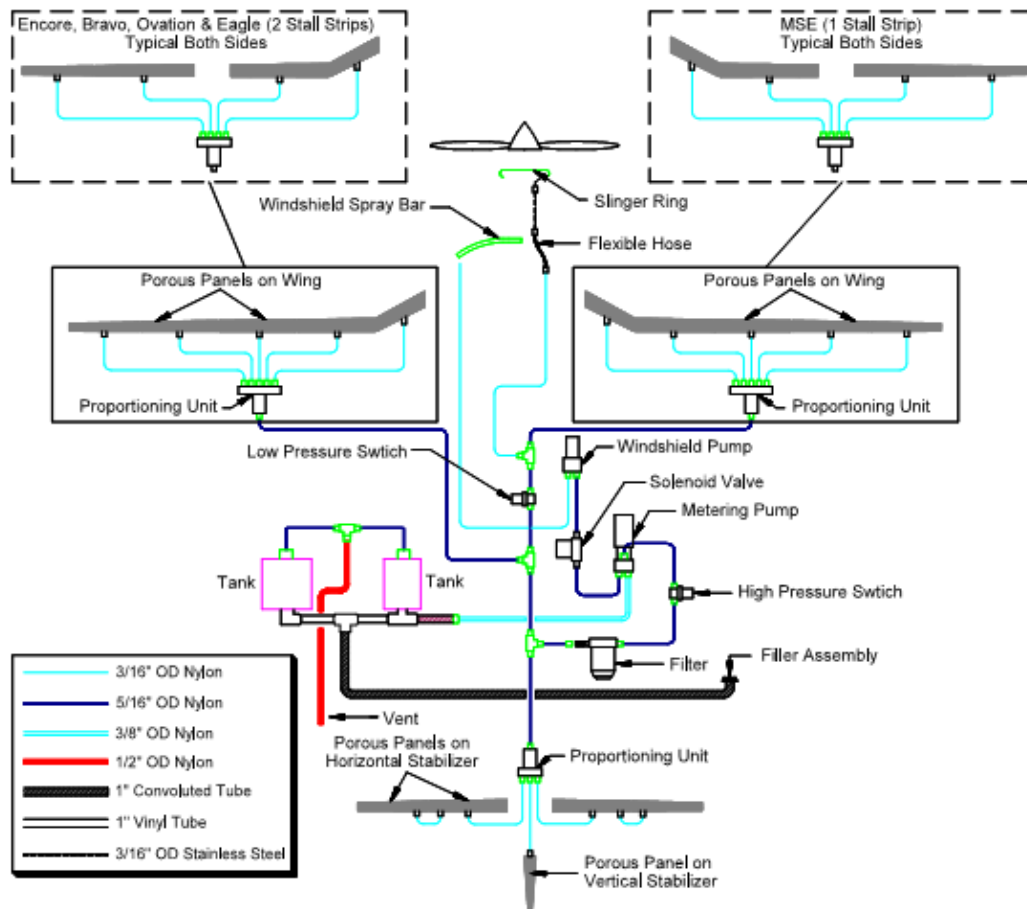 Encore, Bravo, Ovation & Eagle (2 Stall Strips)
Typical Both Sides
MSE (1 Stall Strip)
Typical Both Sides
Slinger Ring
Windshield Spray Bar
Flexible Hose
Porous Panels on Wing
Porous Panels on Wing
Proportioning Unit
Proportioning Unit
Low Pressure Swtich
Windshield Pump
Solenoid Valve
Metering Pump
Tank
Tank
High Pressure Swtich
Filter
Filler Assembly
3/16" OD Nylon
5/16" OD Nylon
3/8" OD Nylon
1/2" OD Nylon
1" Convoluted Tube
1" Vinyl Tube
3/16" OD Stainless Steel
Vent
Porous Panels on
Horizontal Stabilizer
Proportioning Unit
Porous Panel on
Vertical Stabilizer